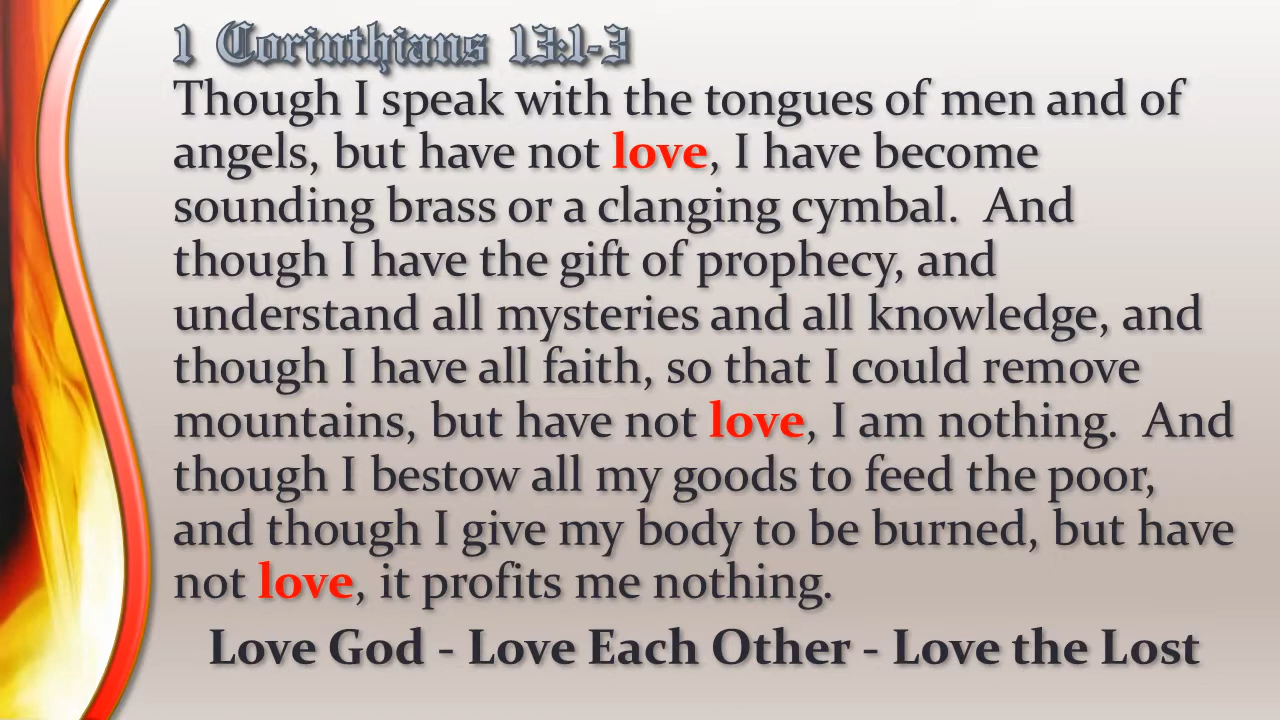 1 Corinthians 13:1-3
Though I speak with the tongues of men and of
angels, but have not love, I have become
sounding brass or a clanging cymbal.  And
though I have the gift of prophecy, and
understand all mysteries and all knowledge, and
though I have all faith, so that I could remove
mountains, but have not love, I am nothing.  And
though I bestow all my goods to feed the poor,
and though I give my body to be burned, but have
not love, it profits me nothing.
Love God - Love Each Other - Love the Lost